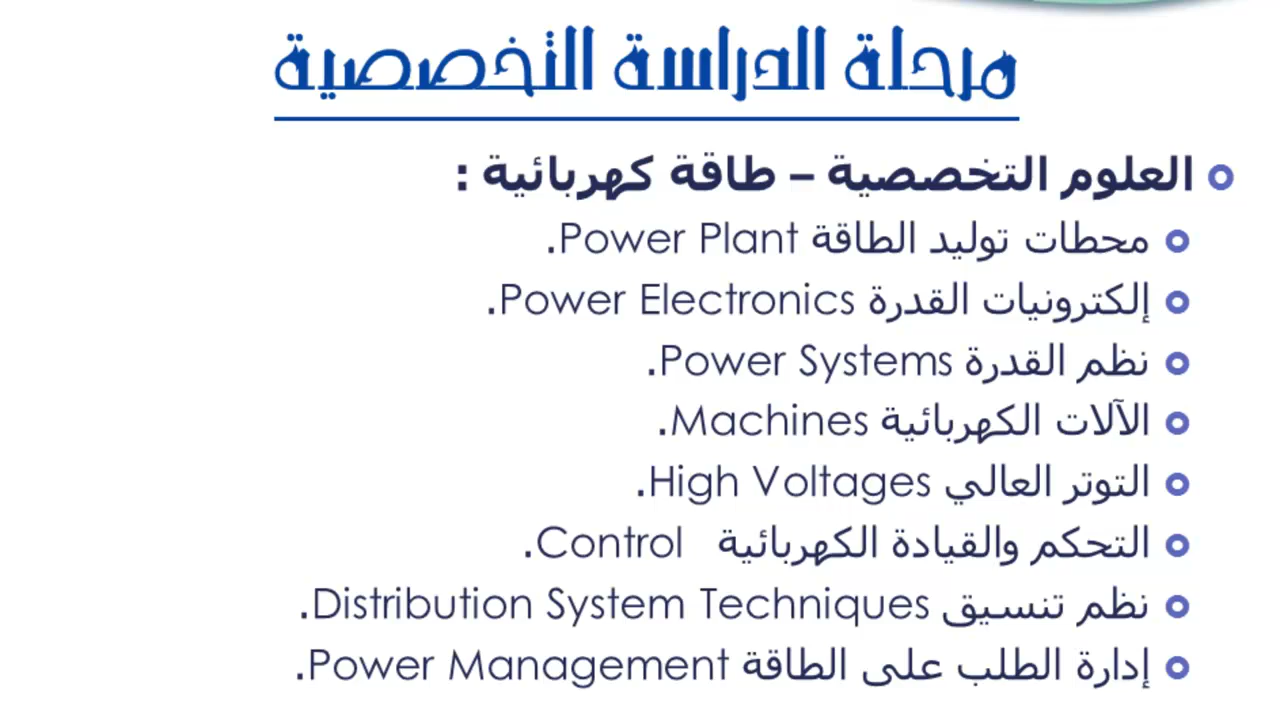 مرحلة الدراسة التخصصية
العلوم التخصصية – طاقة كهربائية :
محطات توليد الطاقة Power Plant.
إلكترونيات القدرة Power Electronics.
نظم القدرة Power Systems.
الآلات الكهربائية Machines.
التوتر العالي High Voltages.
التحكم والقيادة الكهربائية Control.
نظم تنسيق Distribution System Techniques.
إدارة الطلب على الطاقة Power Management.